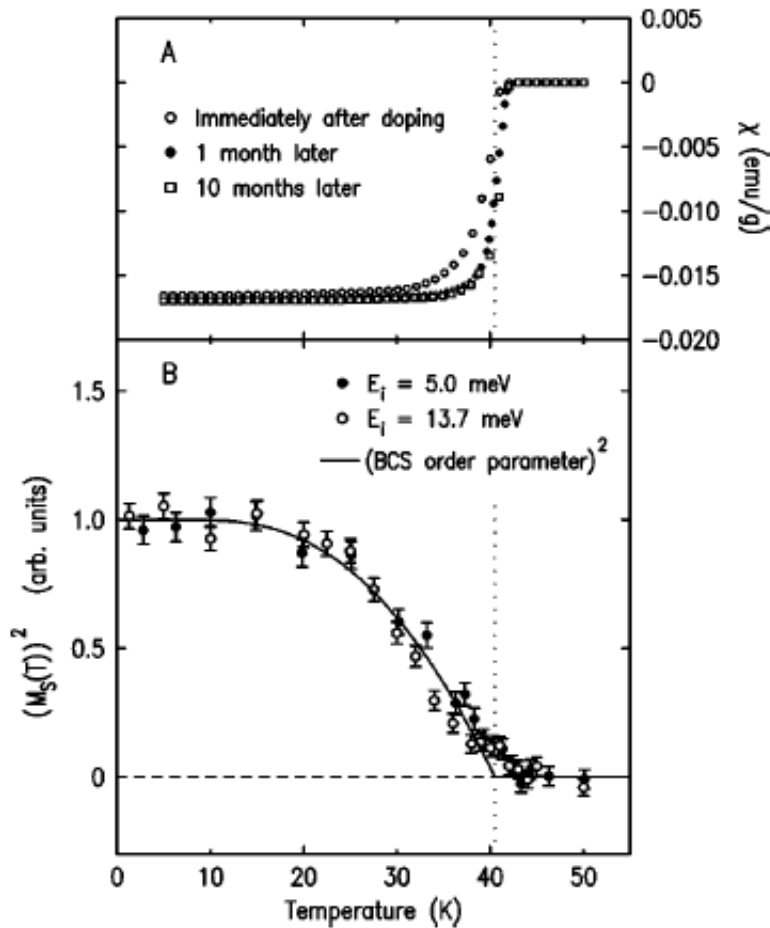 A
Immediately after doping
1 month later
10 months later
0.005
0
−0.005
−0.010
−0.015
−0.020
χ (emu/g)
B
E_i = 5.0 meV
E_i = 13.7 meV
(BCS order parameter)²
1.5
1.0
0.5
0
(M_S(T))² (arb. units)
0 10 20 30 40 50
Temperature (K)